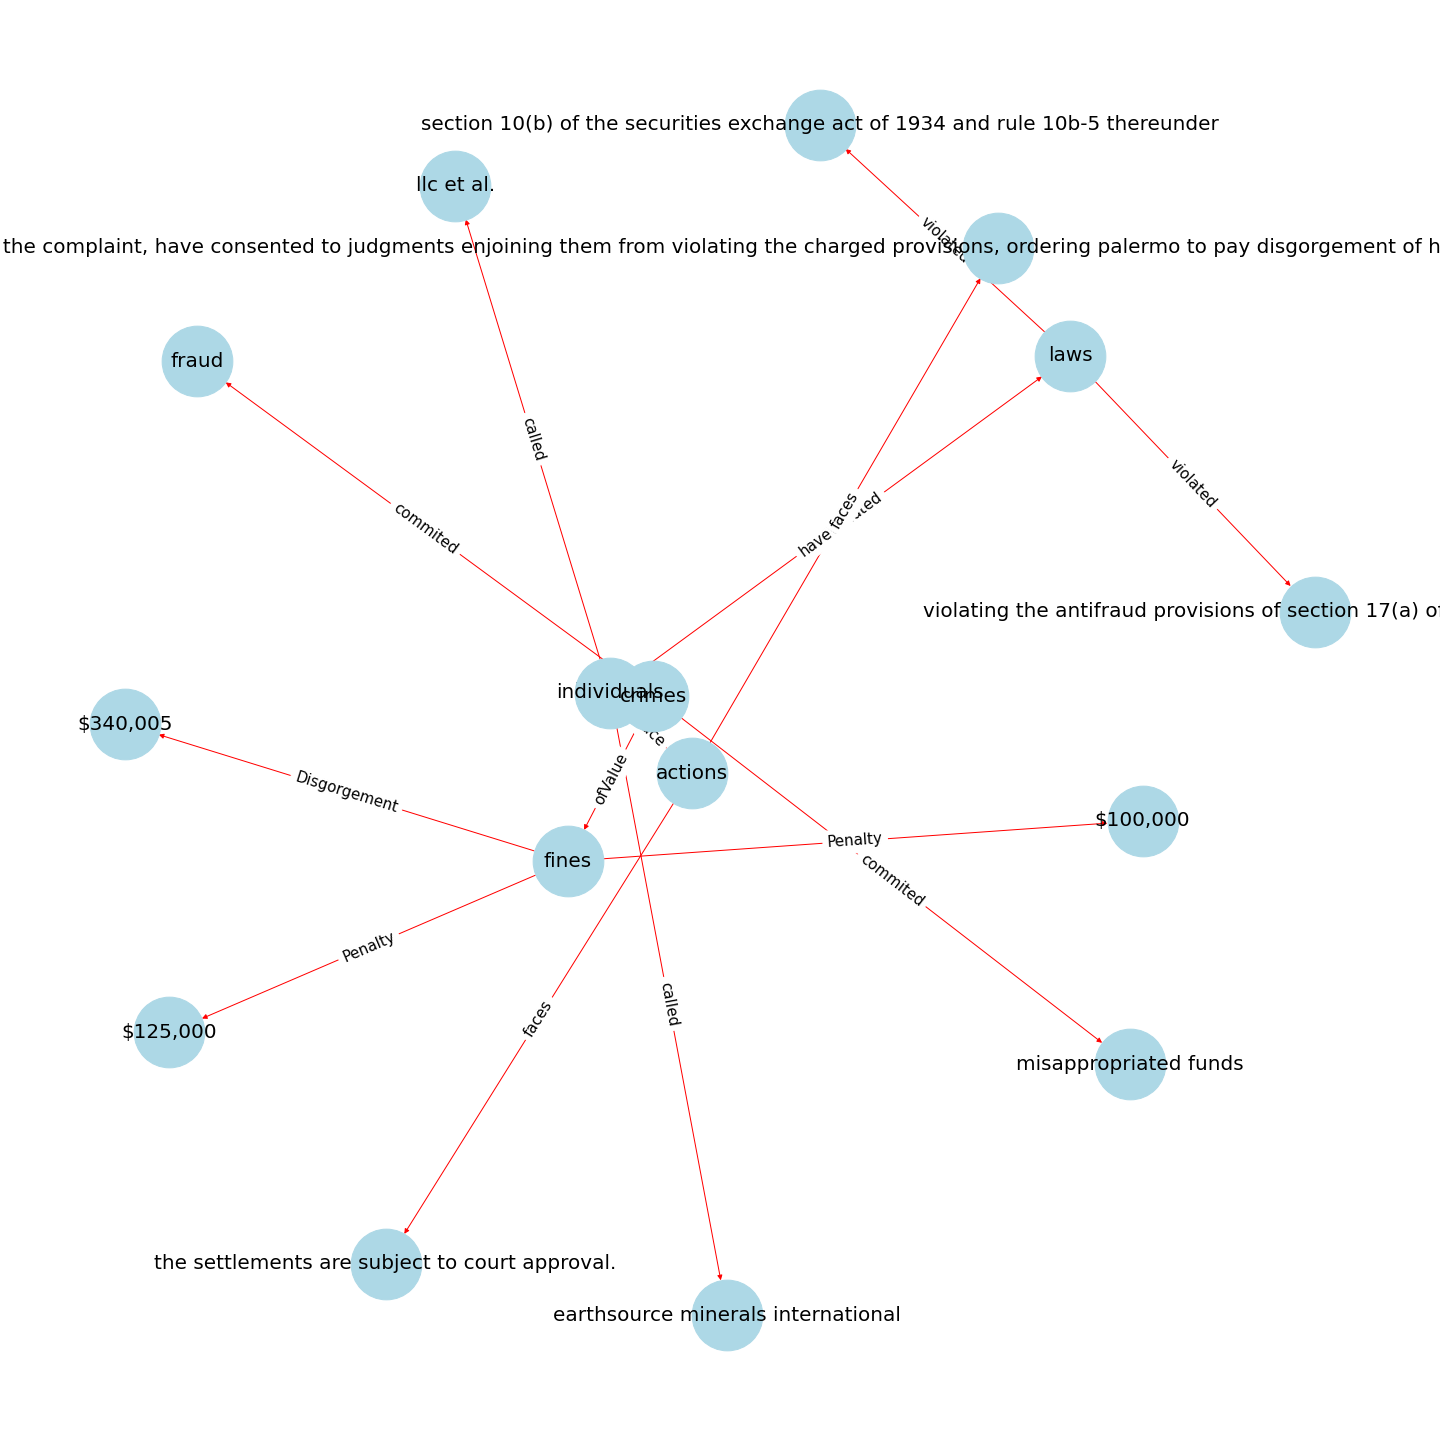 section 10(b) of the securities exchange act of 1934 and rule 10b-5 thereunder
llc et al.
violated
the complaint, have consented to judgments enjoining them from violating the charged provisions, ordering palermo to pay disgorgement of h
laws
fraud
called
violated
have
faces
commited
violating the antifraud provisions of section 17(a) of
individuals
crimes
$340,005
actions
ofValue
Disgorgement
$100,000
Penalty
fines
commited
Penalty
called
faces
$125,000
misappropriated funds
the settlements are subject to court approval.
earthsource minerals international